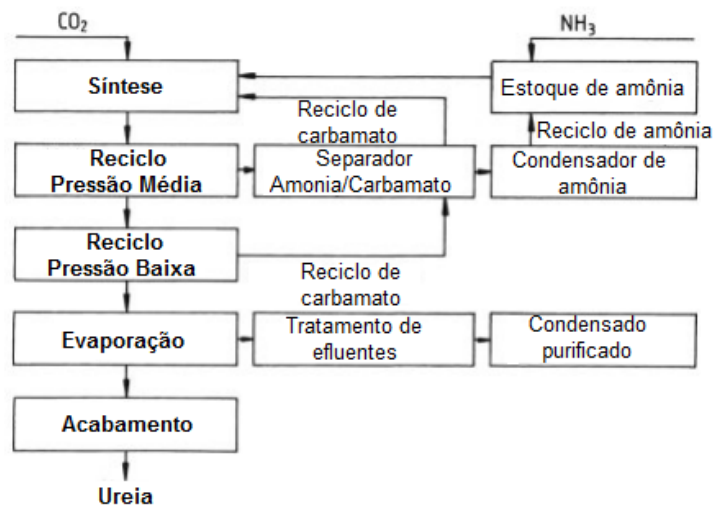 CO₂
NH₃
Síntese
Estoque de amônia
Reciclo de
carbamato
Reciclo de amônia
Reciclo
Pressão Média
Separador
Amonia/Carbamato
Condensador de
amônia
Reciclo
Pressão Baixa
Reciclo de
carbamato
Evaporação
Tratamento de
efluentes
Condensado
purificado
Acabamento
Ureia